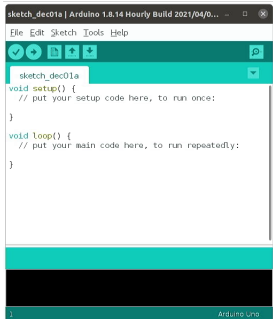 sketch_dec01a | Arduino 1.8.14 Hourly Build 2021/04/0...
File Edit Sketch Tools Help
sketch_dec01a
void setup() {
  // put your setup code here, to run once:
}
void loop() {
  // put your main code here, to run repeatedly:
}
1 Arduino Uno